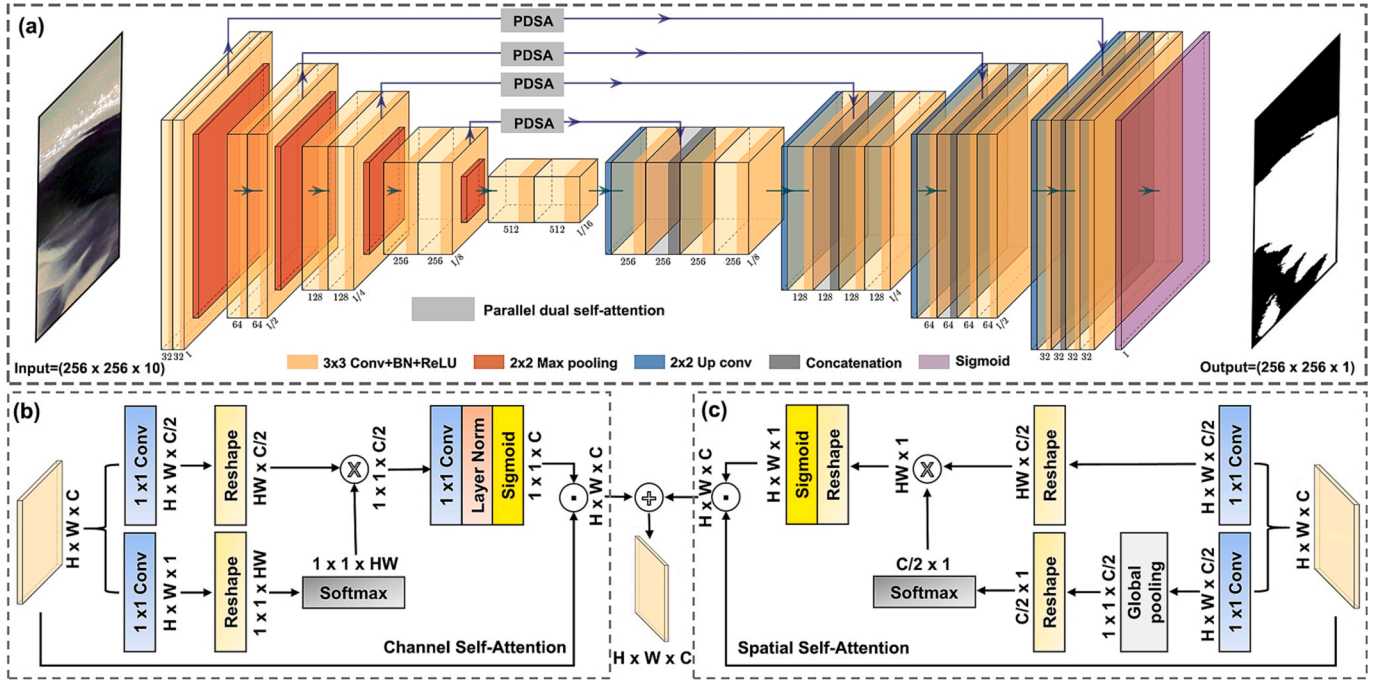 (a)
PDSA
PDSA
PDSA
PDSA
32 32 1
64 64 1/2
128 128 1/4
256 256 1/8
512 512 1/16
256 256 256 256 1/8
128 128 128 128 1/4
64 64 64 64 1/2
32 32 32 32
1
Parallel dual self-attention
Input=(256 x 256 x 10)
3x3 Conv+BN+ReLU
2x2 Max pooling
2x2 Up conv
Concatenation
Sigmoid
Output=(256 x 256 x 1)
(b)
H x W x C
1 x1 Conv
H x W x C/2
Reshape
HW x C/2
X
1 x 1 x C/2
1 x1 Conv
Layer Norm
Sigmoid
1 x 1 x C
H x W x C
1 x1 Conv
H x W x 1
Reshape
1 x 1 x HW
1 x 1 x HW
Softmax
Channel Self-Attention
+
H x W x C
(c)
H x W x C
H x W x 1
Sigmoid
Reshape
HW x 1
X
HW x C/2
Reshape
H x W x C/2
1 x1 Conv
H x W x C
C/2 x 1
Softmax
C/2 x 1
Reshape
1 x 1 x C/2
Global
pooling
H x W x C/2
1 x1 Conv
Spatial Self-Attention